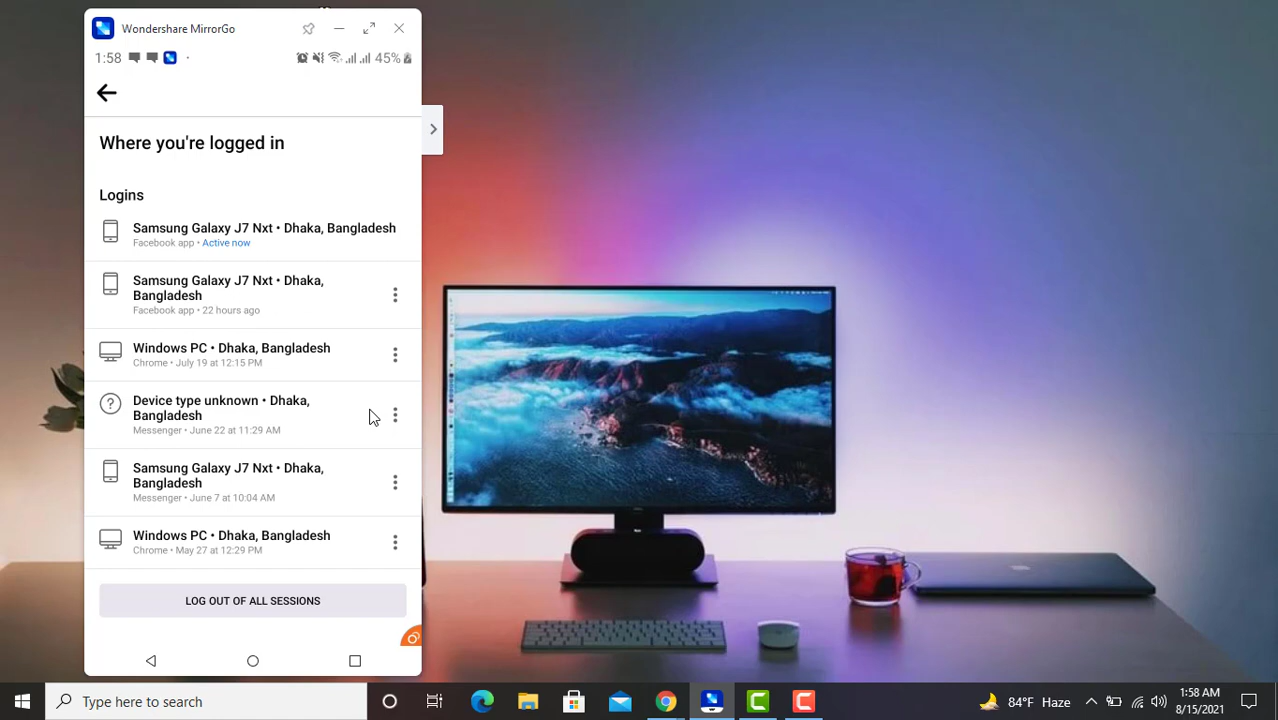 Wondershare MirrorGo
1:58
45%
Where you're logged in
Logins
Samsung Galaxy J7 Nxt • Dhaka, Bangladesh
Facebook app • Active now
Samsung Galaxy J7 Nxt • Dhaka,
Bangladesh
Facebook app • 22 hours ago
Windows PC • Dhaka, Bangladesh
Chrome • July 19 at 12:15 PM
Device type unknown • Dhaka,
Bangladesh
Messenger • June 22 at 11:29 AM
Samsung Galaxy J7 Nxt • Dhaka,
Bangladesh
Messenger • June 7 at 10:04 AM
Windows PC • Dhaka, Bangladesh
Chrome • May 27 at 12:29 PM
LOG OUT OF ALL SESSIONS
Type here to search
84°F Haze
1:58 AM
8/15/2021